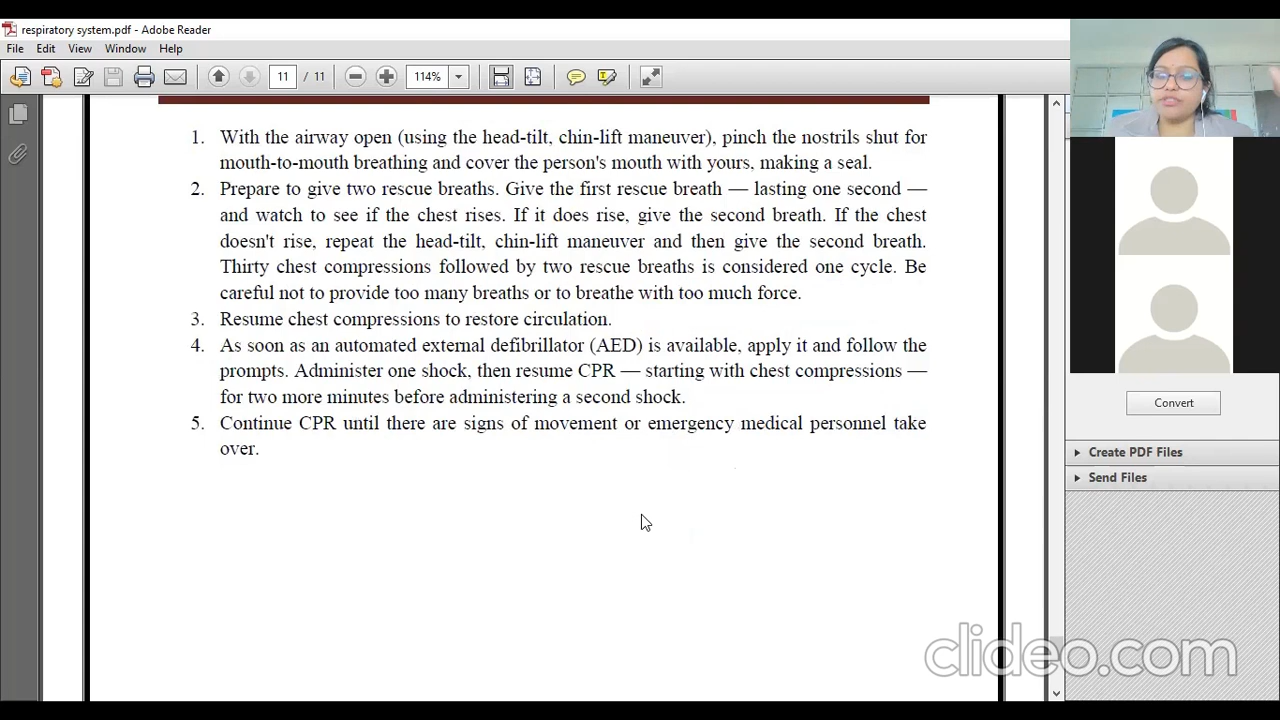 respiratory system.pdf - Adobe Reader
File Edit View Window Help
11 / 11 114%
1. With the airway open (using the head-tilt, chin-lift maneuver), pinch the nostrils shut for
mouth-to-mouth breathing and cover the person's mouth with yours, making a seal.
2. Prepare to give two rescue breaths. Give the first rescue breath — lasting one second —
and watch to see if the chest rises. If it does rise, give the second breath. If the chest
doesn't rise, repeat the head-tilt, chin-lift maneuver and then give the second breath.
Thirty chest compressions followed by two rescue breaths is considered one cycle. Be
careful not to provide too many breaths or to breathe with too much force.
3. Resume chest compressions to restore circulation.
4. As soon as an automated external defibrillator (AED) is available, apply it and follow the
prompts. Administer one shock, then resume CPR — starting with chest compressions —
for two more minutes before administering a second shock.
5. Continue CPR until there are signs of movement or emergency medical personnel take
over.
Convert
Create PDF Files
Send Files
clideo.com